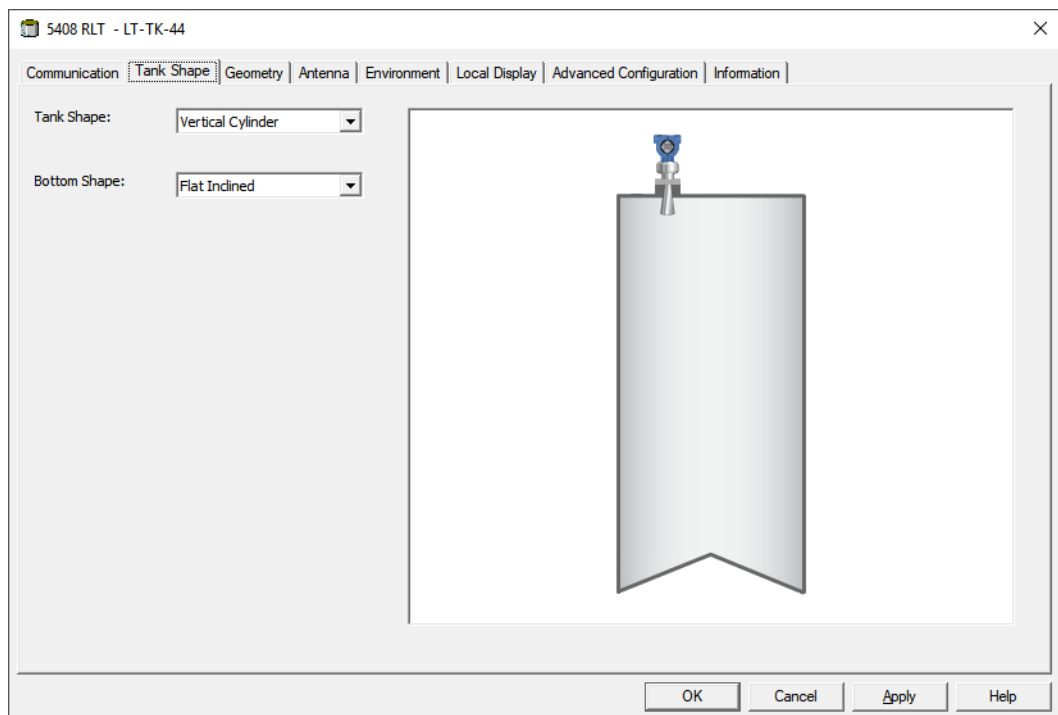 5408 RLT - LT-TK-44
Communication Tank Shape Geometry Antenna Environment Local Display Advanced Configuration Information
Tank Shape: Vertical Cylinder
Bottom Shape: Flat Inclined
OK Cancel Apply Help